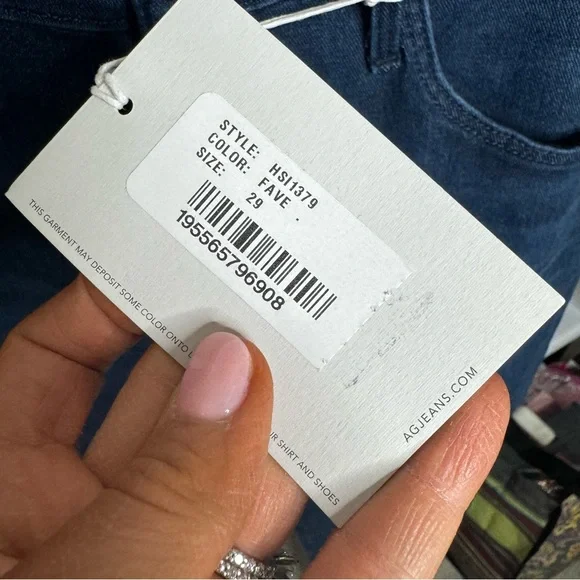 STYLE: HSI1379
COLOR: FAVE
SIZE: 29
195565796908
THIS GARMENT MAY DEPOSIT SOME COLOR ONTO
SHIRT AND SHOES
AGJEANS.COM